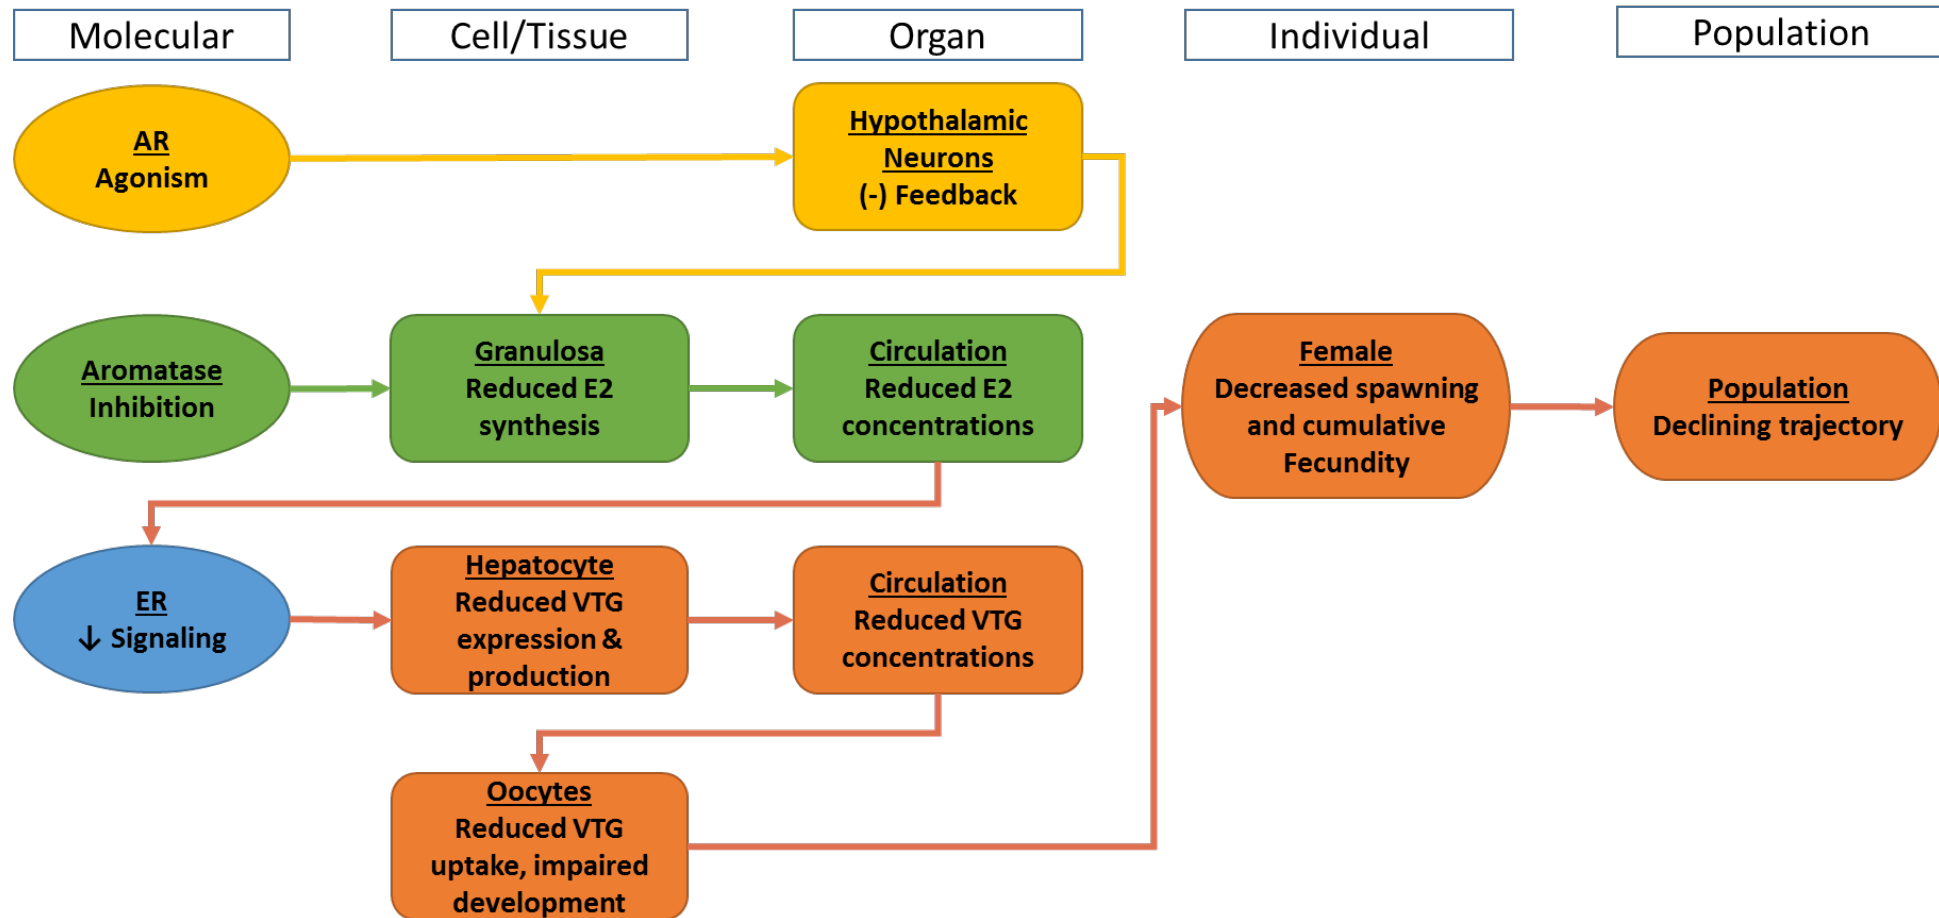 Molecular
Cell/Tissue
Organ
Individual
Population
AR
Agonism
Hypothalamic
Neurons
(-) Feedback
Aromatase
Inhibition
Granulosa
Reduced E2
synthesis
Circulation
Reduced E2
concentrations
Female
Decreased spawning
and cumulative
Fecundity
Population
Declining trajectory
ER
↓ Signaling
Hepatocyte
Reduced VTG
expression &
production
Circulation
Reduced VTG
concentrations
Oocytes
Reduced VTG
uptake, impaired
development